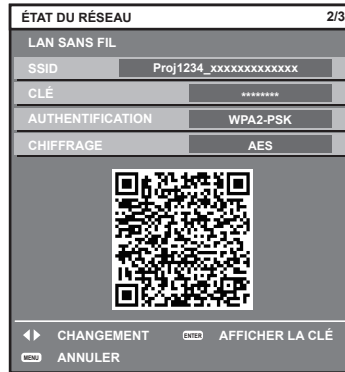 ÉTAT DU RÉSEAU 2/3
LAN SANS FIL
SSID Proj1234_xxxxxxxxxxxxx
CLÉ ********
AUTHENTIFICATION WPA2-PSK
CHIFFRAGE AES
CHANGEMENT ENTER AFFICHER LA CLÉ
MENU ANNULER